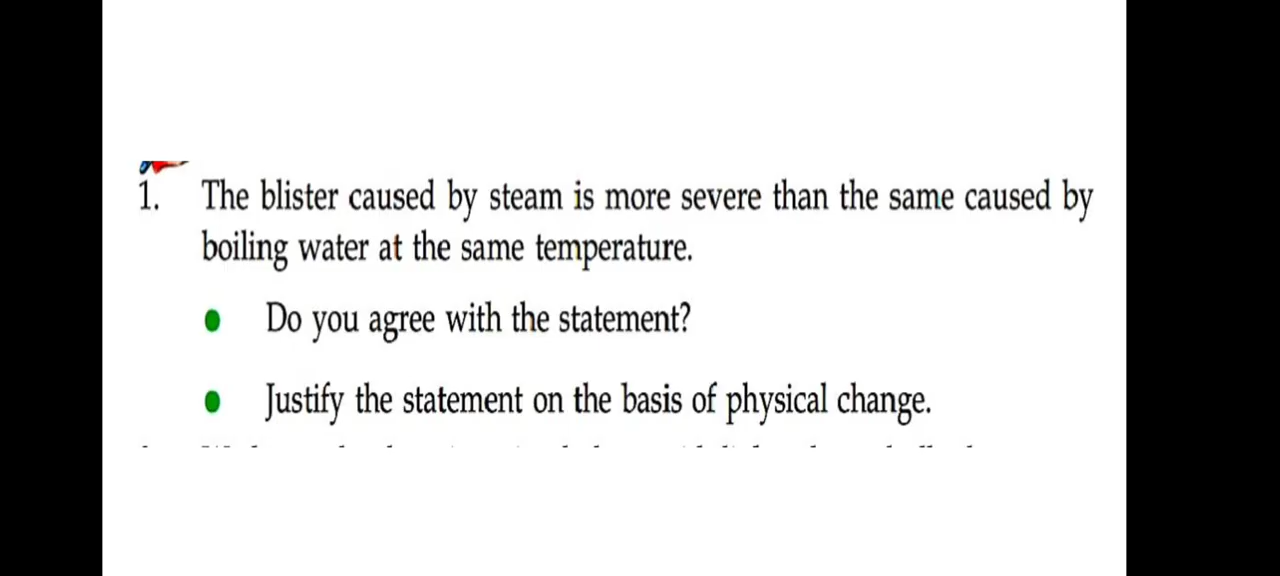 1. The blister caused by steam is more severe than the same caused by
boiling water at the same temperature.
● Do you agree with the statement?
● Justify the statement on the basis of physical change.